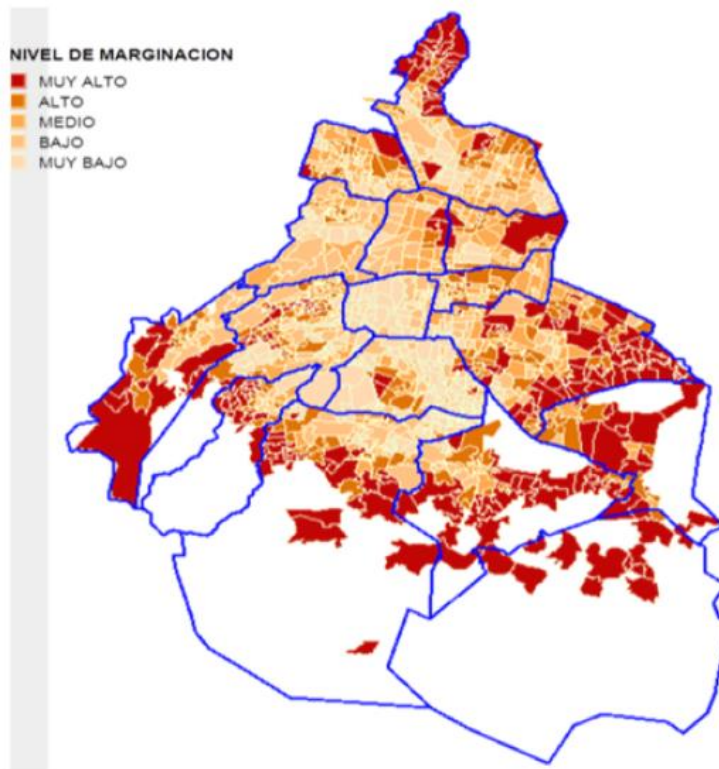 NIVEL DE MARGINACION
MUY ALTO
ALTO
MEDIO
BAJO
MUY BAJO